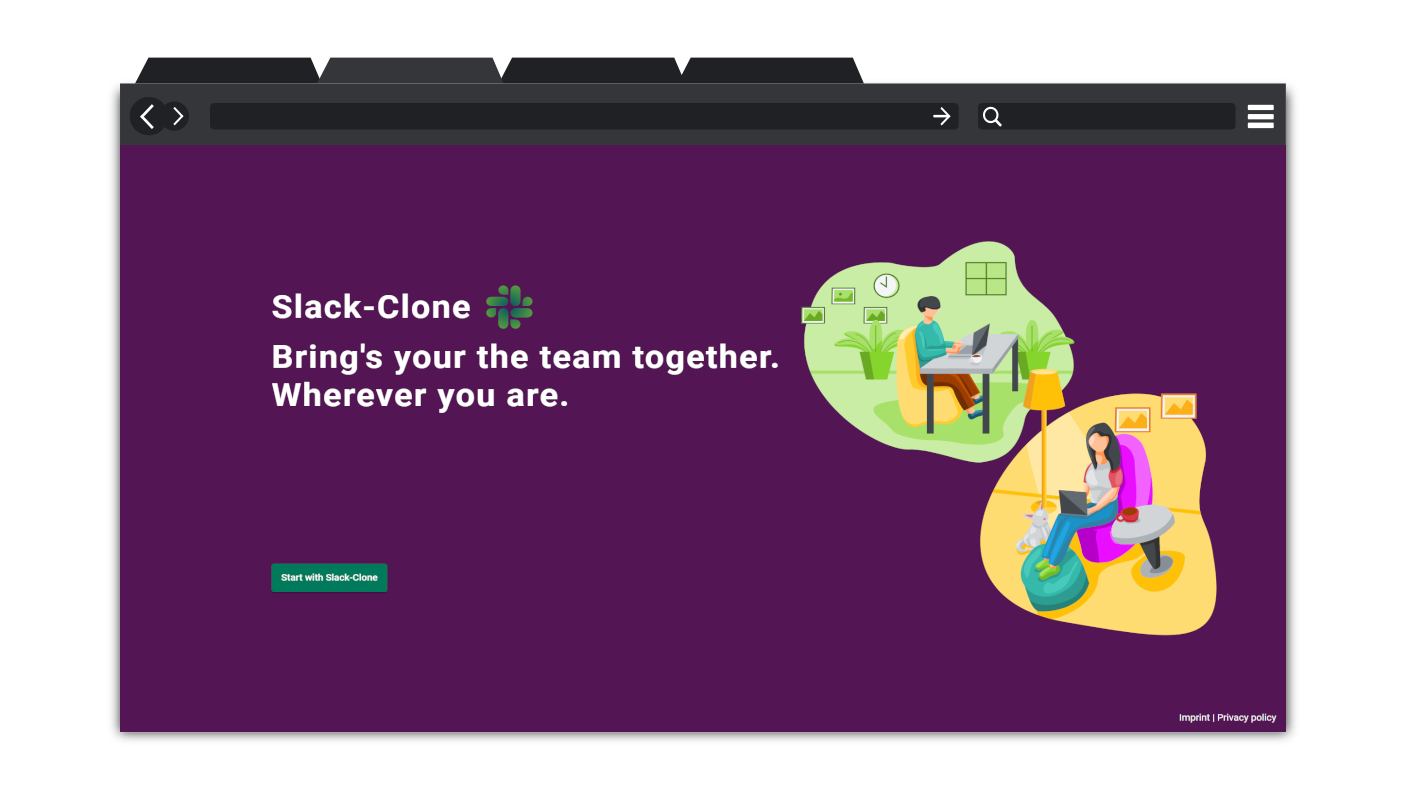 Slack-Clone
Bring's your the team together.
Wherever you are.
Start with Slack-Clone
Imprint | Privacy policy